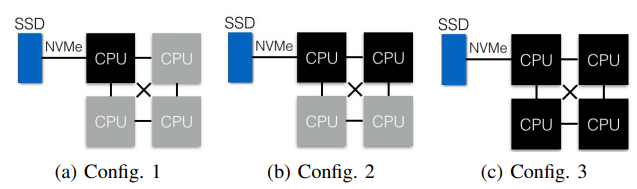 SSD
NVMe
CPU CPU
CPU CPU
(a) Config. 1
SSD
NVMe
CPU CPU
CPU CPU
(b) Config. 2
SSD
NVMe
CPU CPU
CPU CPU
(c) Config. 3